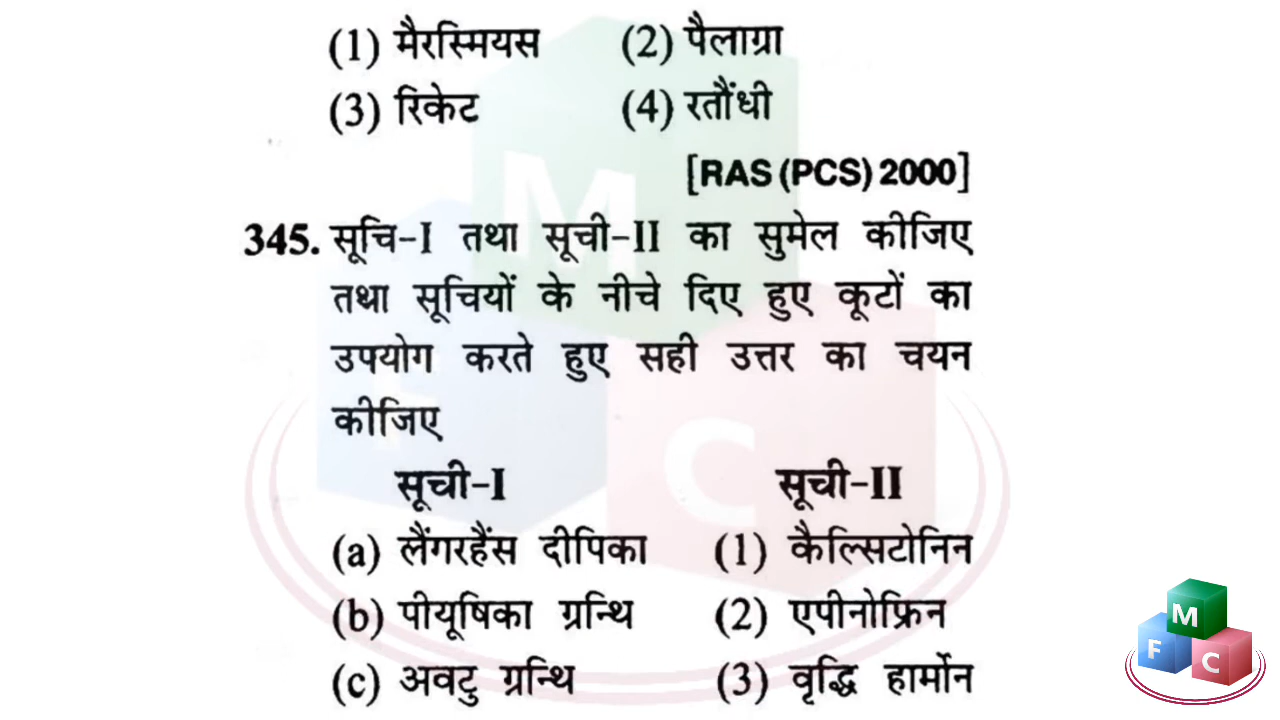 (1) मैरस्मियस (2) पैलाग्रा
(3) रिकेट (4) रतौंधी
[RAS (PCS) 2000]
345. सूचि-I तथा सूची-II का सुमेल कीजिए
तथा सूचियों के नीचे दिए हुए कूटों का
उपयोग करते हुए सही उत्तर का चयन
कीजिए
सूची-I सूची-II
(a) लैंगरहैंस दीपिका (1) कैल्सिटोनिन
(b) पीयूषिका ग्रन्थि (2) एपीनोफ्रिन
(c) अवटु ग्रन्थि (3) वृद्धि हार्मोन
M
F C
M
F C